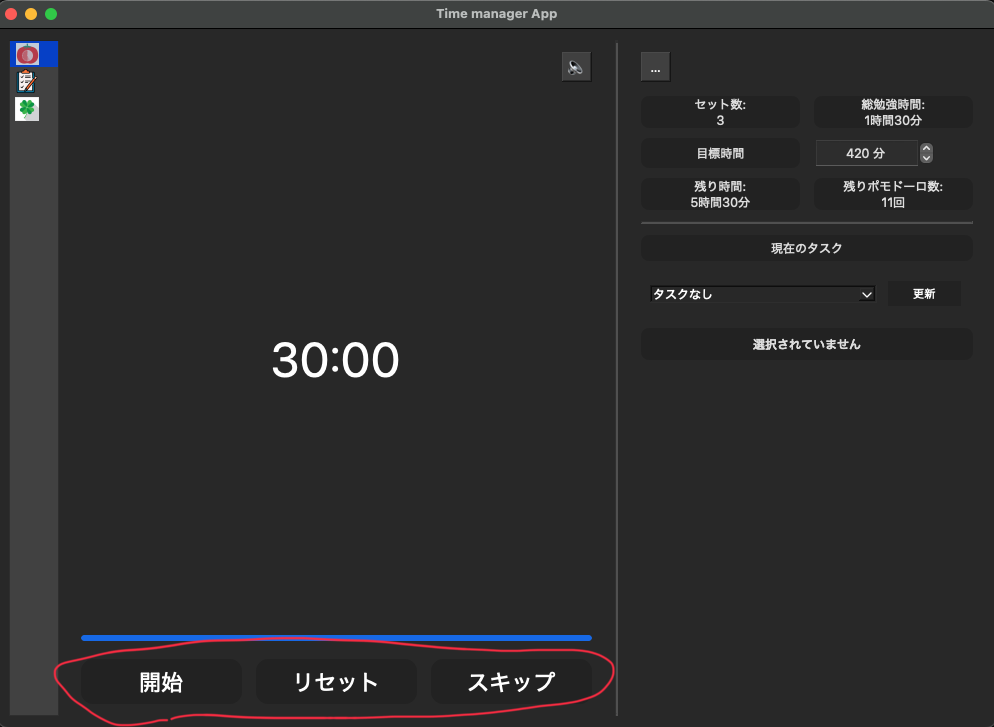 Time manager App
...
セット数:
3
総勉強時間:
1時間30分
目標時間
420 分
残り時間:
5時間30分
残りポモドーロ数:
11回
現在のタスク
タスクなし
更新
選択されていません
30:00
開始
リセット
スキップ